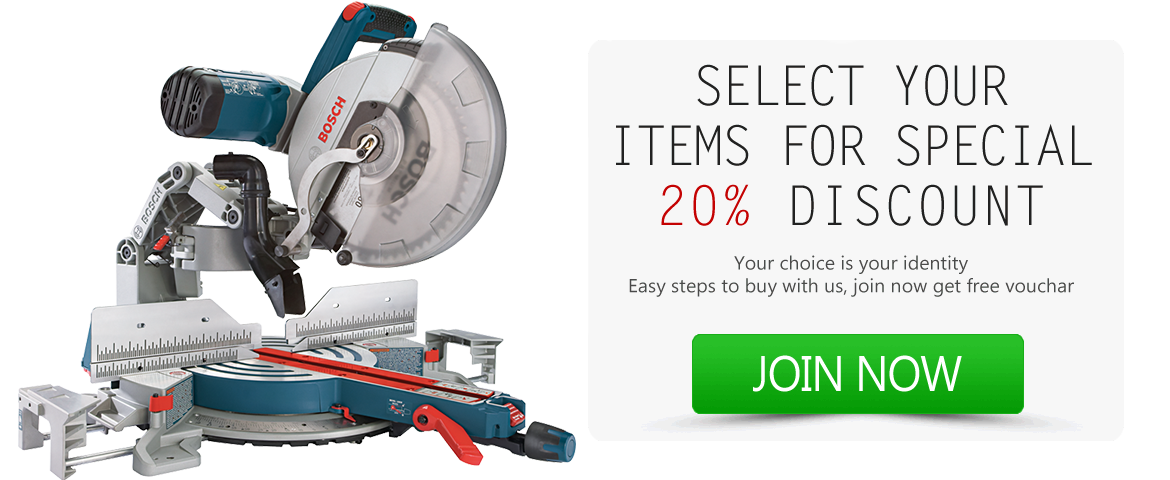 BOSCH
BOSCH
BOSCH
SELECT YOUR
ITEMS FOR SPECIAL
20% DISCOUNT
Your choice is your identity
Easy steps to buy with us, join now get free vouchar
JOIN NOW